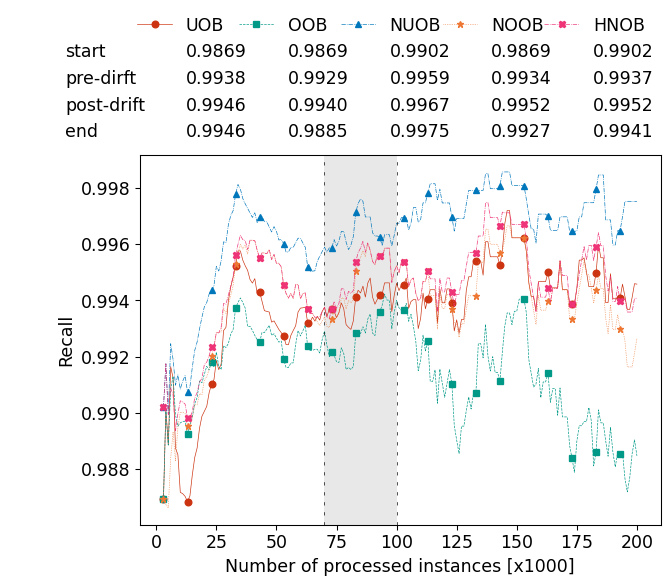 UOB OOB NUOB NOOB HNOB
start 0.9869 0.9869 0.9902 0.9869 0.9902
pre-dirft 0.9938 0.9929 0.9959 0.9934 0.9937
post-drift 0.9946 0.9940 0.9967 0.9952 0.9952
end 0.9946 0.9885 0.9975 0.9927 0.9941
0.998
0.996
0.994
0.992
0.990
0.988
Recall
0 25 50 75 100 125 150 175 200
Number of processed instances [x1000]